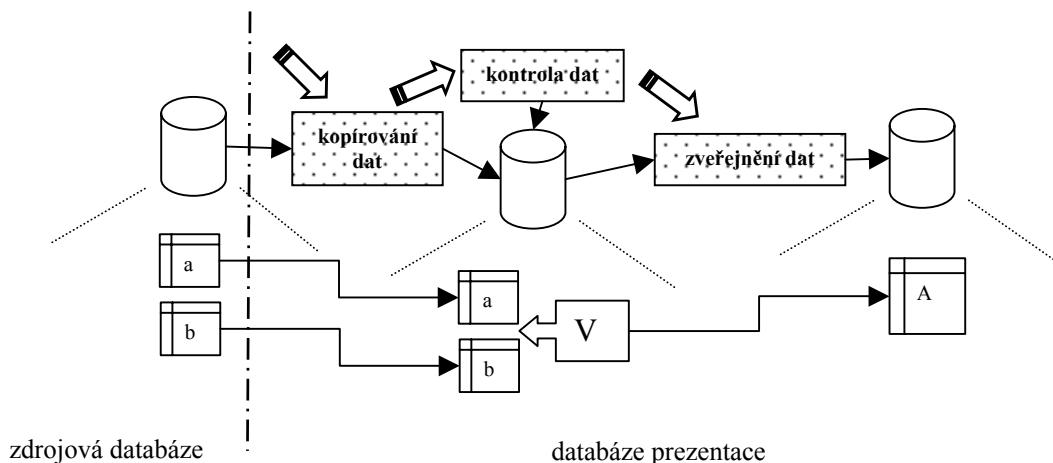 kontrola dat
kopírování
dat
zveřejnění dat
a
a
A
b
V
b
zdrojová databáze
databáze prezentace